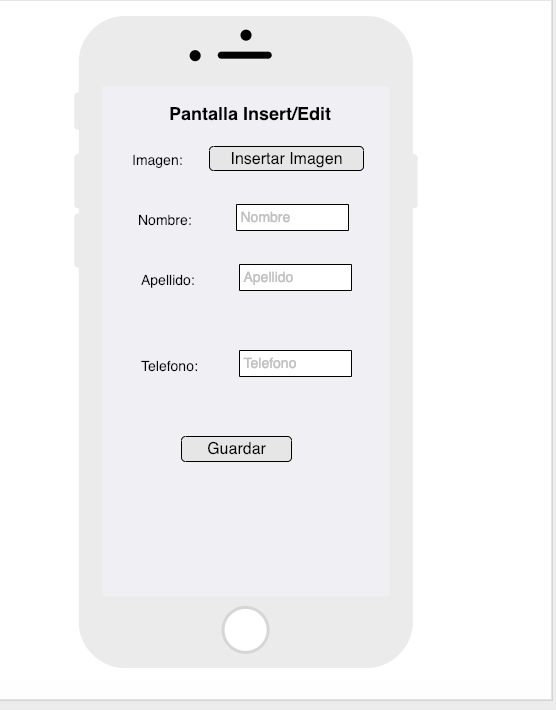 Pantalla Insert/Edit
Imagen: Insertar Imagen
Nombre: Nombre
Apellido: Apellido
Telefono: Telefono
Guardar